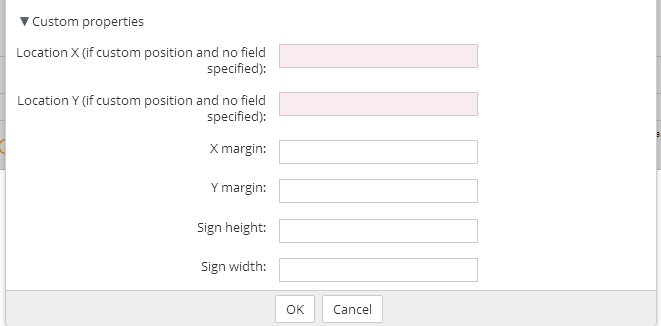 ▼ Custom properties
Location X (if custom position and no field
specified):
Location Y (if custom position and no field
specified):
X margin:
Y margin:
Sign height:
Sign width:
OK Cancel